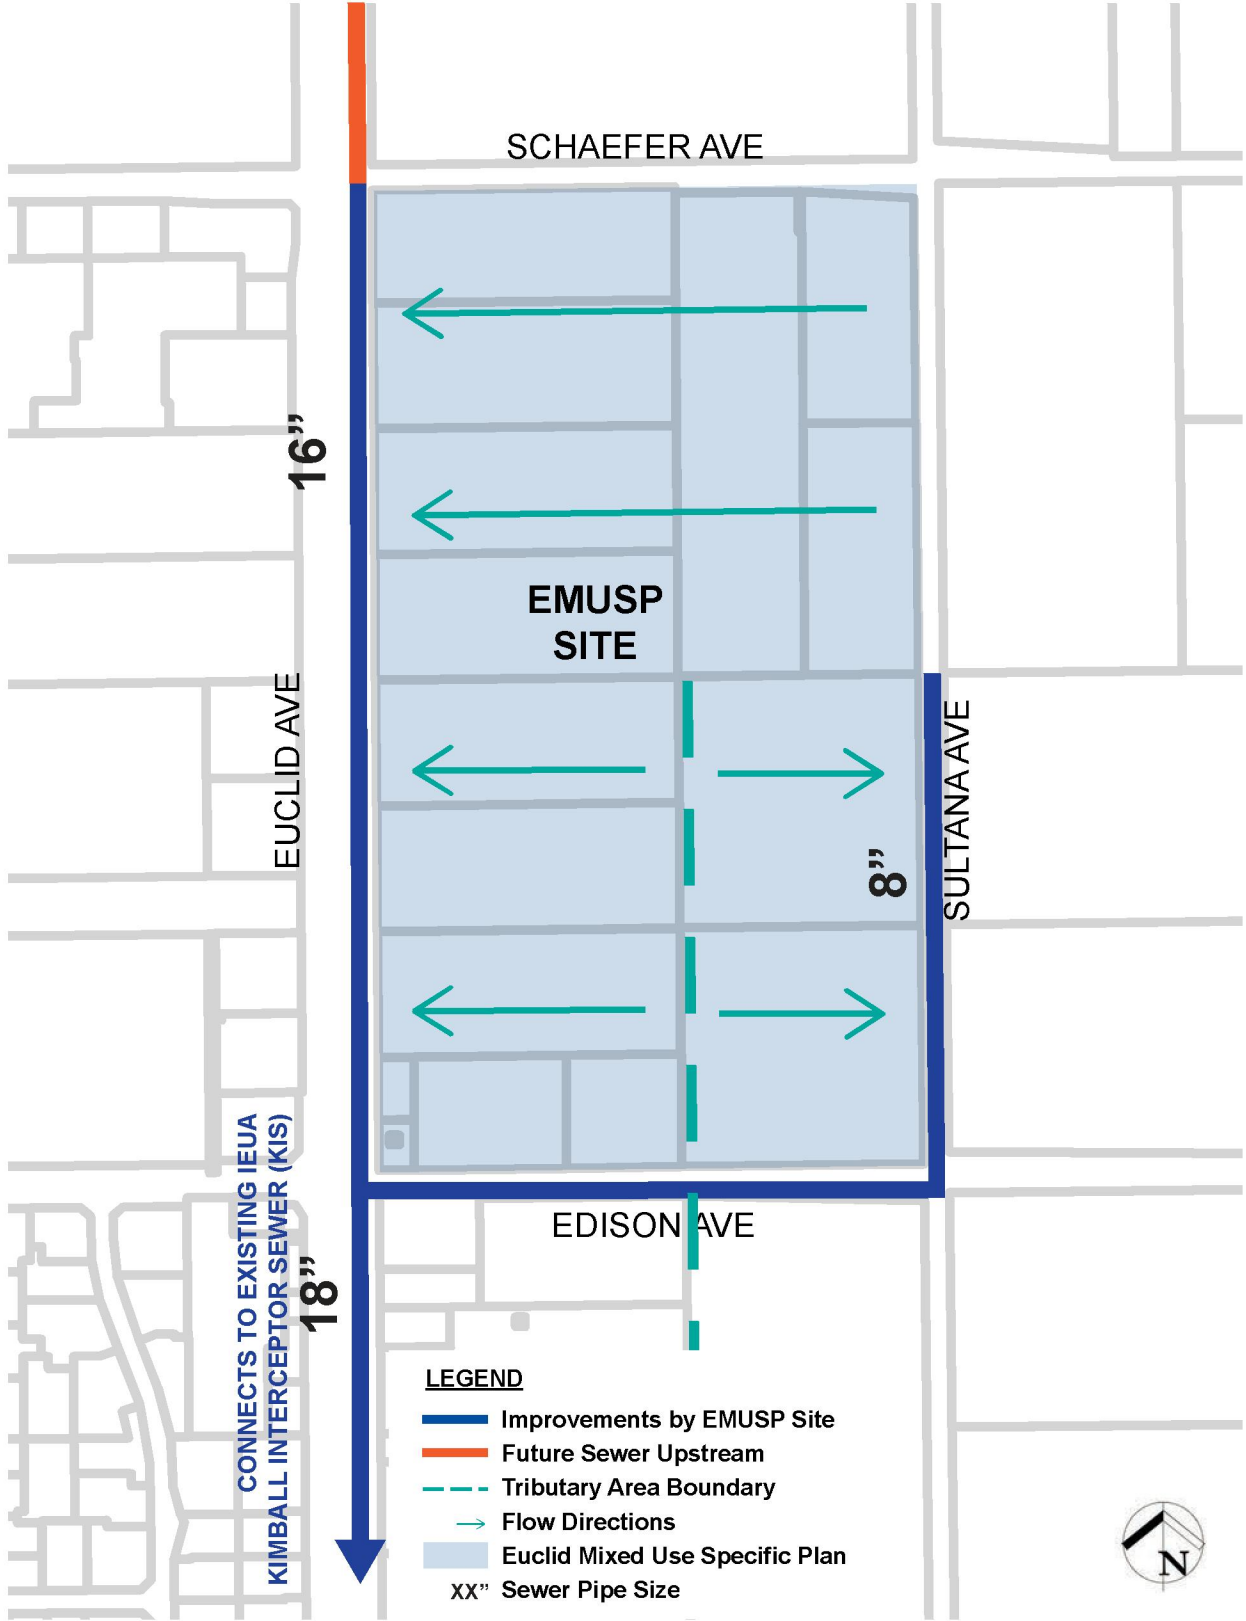 SCHAEFER AVE
16”
EMUSP
SITE
EUCLID AVE
SULTANA AVE
8”
EDISON AVE
CONNECTS TO EXISTING IEUA
KIMBALL INTERCEPTOR SEWER (KIS)
18”
LEGEND
Improvements by EMUSP Site
Future Sewer Upstream
Tributary Area Boundary
Flow Directions
Euclid Mixed Use Specific Plan
XX” Sewer Pipe Size
N